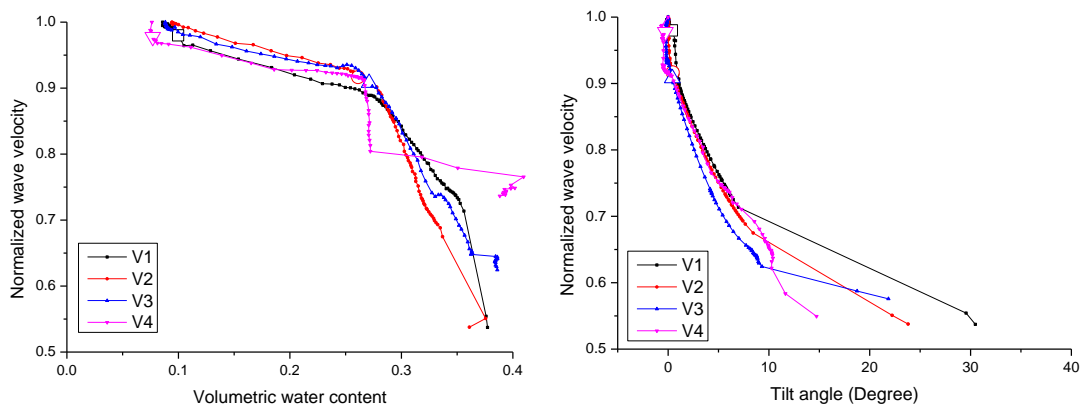 1.0
0.9
0.8
0.7
0.6
0.5
0.0
0.1
0.2
0.3
0.4
Normalized wave velocity
Volumetric water content
V1
V2
V3
V4
1.0
0.9
0.8
0.7
0.6
0.5
0
10
20
30
40
Normalized wave velocity
Tilt angle (Degree)
V1
V2
V3
V4